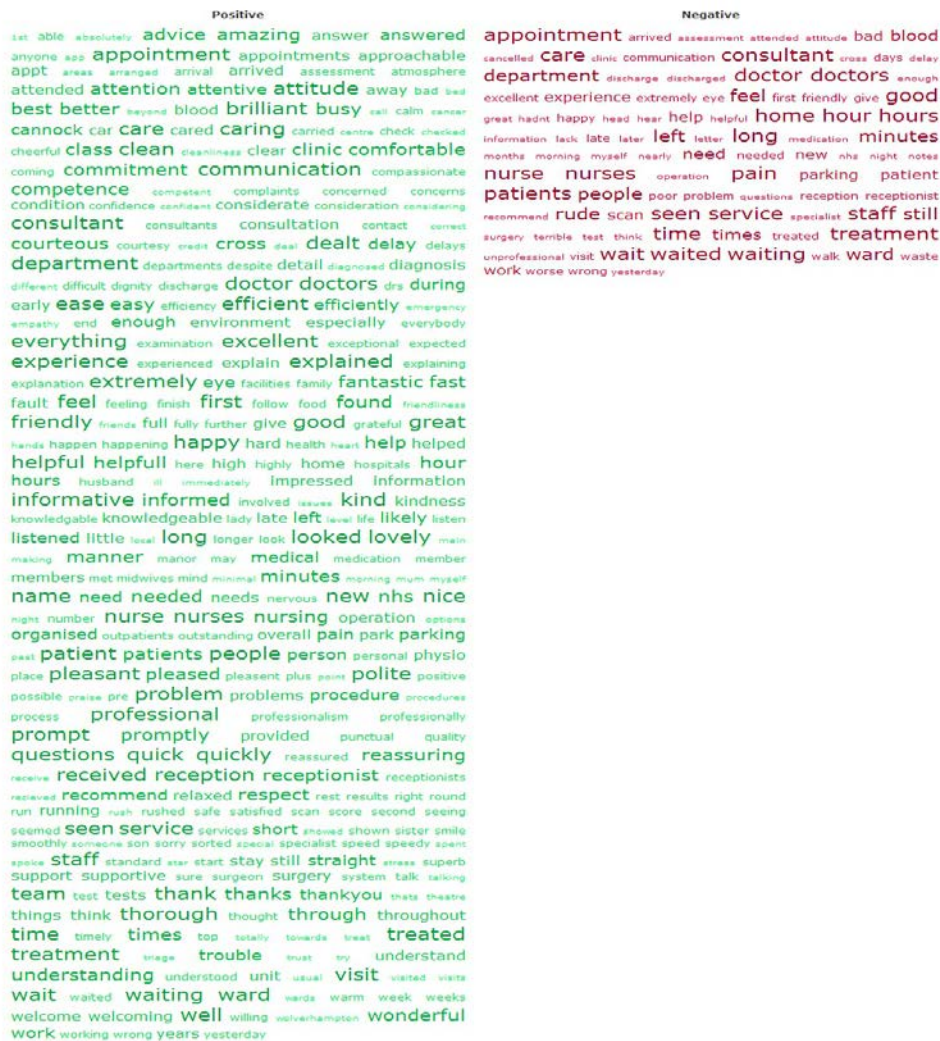 Positive
1st able absolutely advice amazing answer answered
anyone app appointment appointments approachable
appt areas arranged arrival arrived assessment atmosphere
attended attention attentive attitude away bad bed
best better beyond blood brilliant busy call calm cancer
cannock car care cared caring carried centre check checked
cheerful class clean cleanliness clear clinic comfortable
coming commitment communication compassionate
competence competent complaints concerned concerns
condition confidence confident considerate consideration considering
consultant consultants consultation contact correct
courteous courtesy credit cross deal dealt delay delays
department departments despite detail diagnosed diagnosis
different difficult dignity discharge doctor doctors drs during
early ease easy efficiency efficient efficiently emergency
empathy end enough environment especially everybody
everything examination excellent exceptional expected
experience experienced explain explained explaining
explanation extremely eye facilities family fantastic fast
fault feel feeling finish first follow food found friendliness
friendly friends full fully further give good grateful great
hands happen happening happy hard health heart help helped
helpful helpfull here high highly home hospitals hour
hours husband ill immediately impressed information
informative informed involved issues kind kindness
knowledgable knowledgeable lady late left level life likely listen
listened little local long longer look looked lovely main
making manner manor may medical medication member
members met midwives mind minimal minutes morning mum myself
name need needed needs nervous new nhs nice
night number nurse nurses nursing operation options
organised outpatients outstanding overall pain park parking
past patient patients people person personal physio
place pleasant pleased pleasent plus point polite positive
possible praise pre problem problems procedure procedures
process professional professionalism professionally
prompt promptly provided punctual quality
questions quick quickly reassured reassuring
receive received reception receptionist receptionists
recieved recommend relaxed respect rest results right round
run running rush rushed safe satisfied scan score second seeing
seemed seen service services short showed shown sister smile
smoothly someone son sorry sorted special specialist speed speedy spent
spoke staff standard star start stay still straight stress superb
support supportive sure surgeon surgery system talk talking
team test tests thank thanks thankyou thats theatre
things think thorough thought through throughout
time timely times top totally towards treat treated
treatment triage trouble trust try understand
understanding understood unit usual visit visited visits
wait waited waiting ward wards warm week weeks
welcome welcoming well willing wolverhampton wonderful
work working wrong years yesterday
Negative
appointment arrived assessment attended attitude bad blood
cancelled care clinic communication consultant cross days delay
department discharge discharged doctor doctors enough
excellent experience extremely eye feel first friendly give good
great hadnt happy head hear help helpful home hour hours
information lack late later left letter long medication minutes
months morning myself nearly need needed new nhs night notes
nurse nurses operation pain parking patient
patients people poor problem questions reception receptionist
recommend rude scan seen service specialist staff still
surgery terrible test think time times treated treatment
unprofessional visit wait waited waiting walk ward waste
work worse wrong yesterday